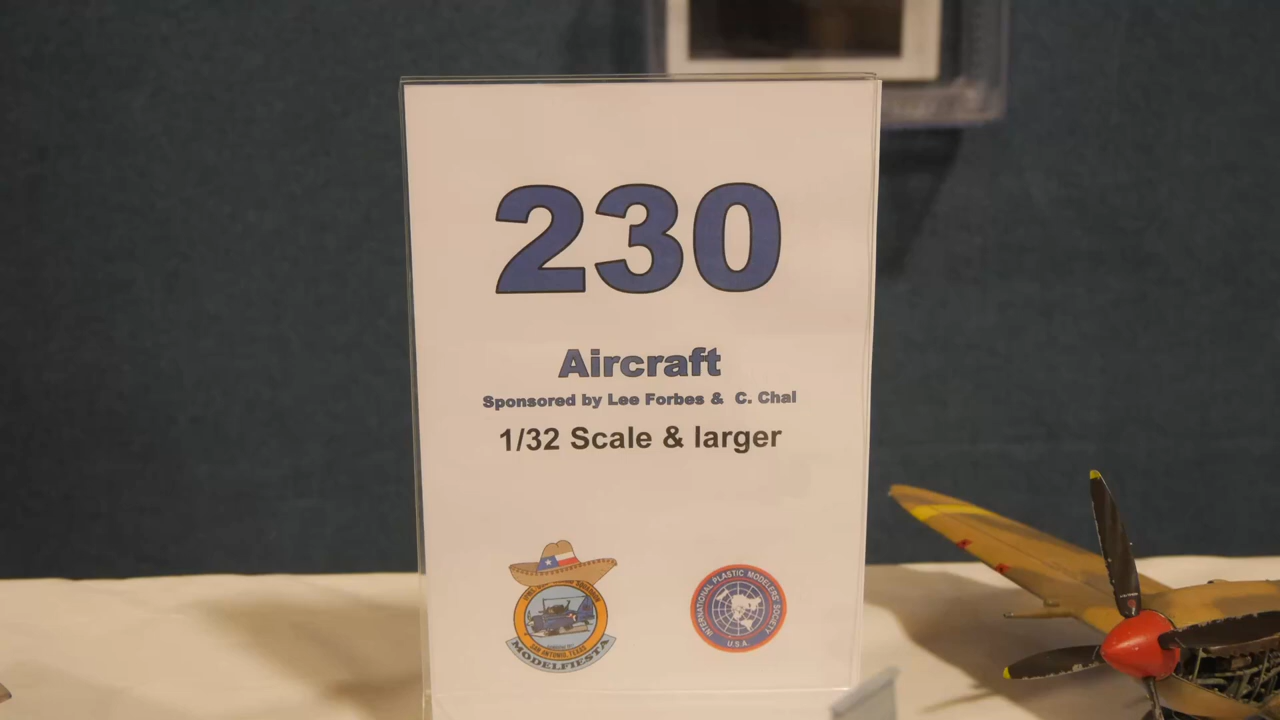 230
Aircraft
Sponsored by Lee Forbes & C. Chal
1/32 Scale & larger
SAN ANTONIO, TEXAS
MODELFIESTA
INTERNATIONAL PLASTIC MODELERS' SOCIETY
U.S.A.